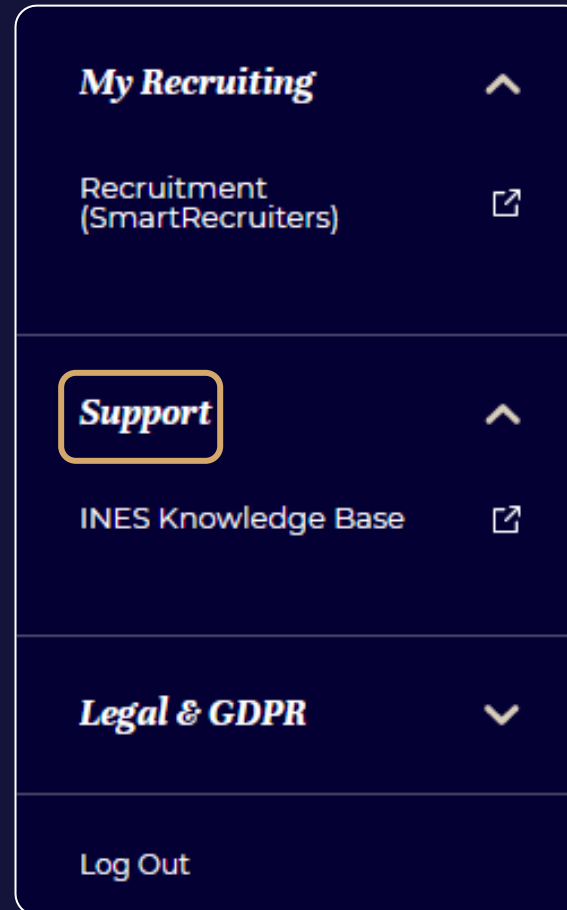 My Recruiting
Recruitment
(SmartRecruiters)
Support
INES Knowledge Base
Legal & GDPR
Log Out